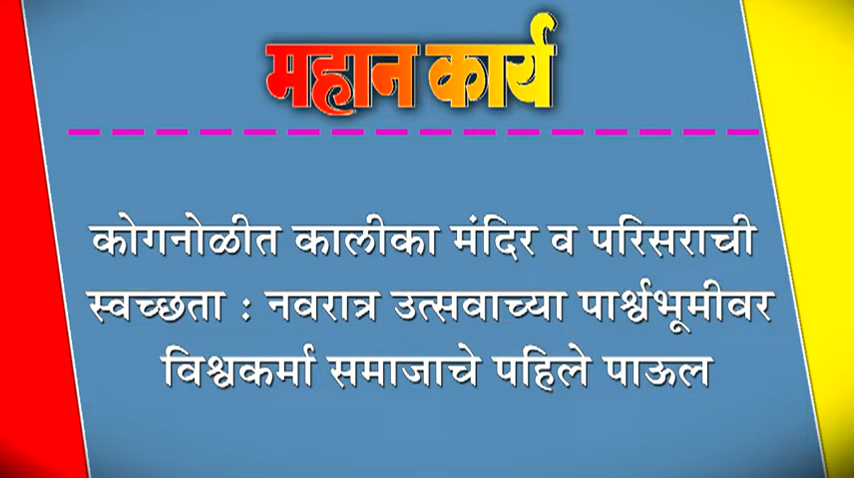 महान कार्य
कोगनोळीत कालीका मंदिर व परिसराची
स्वच्छता : नवरात्र उत्सवाच्या पार्श्वभूमीवर
विश्वकर्मा समाजाचे पहिले पाऊल